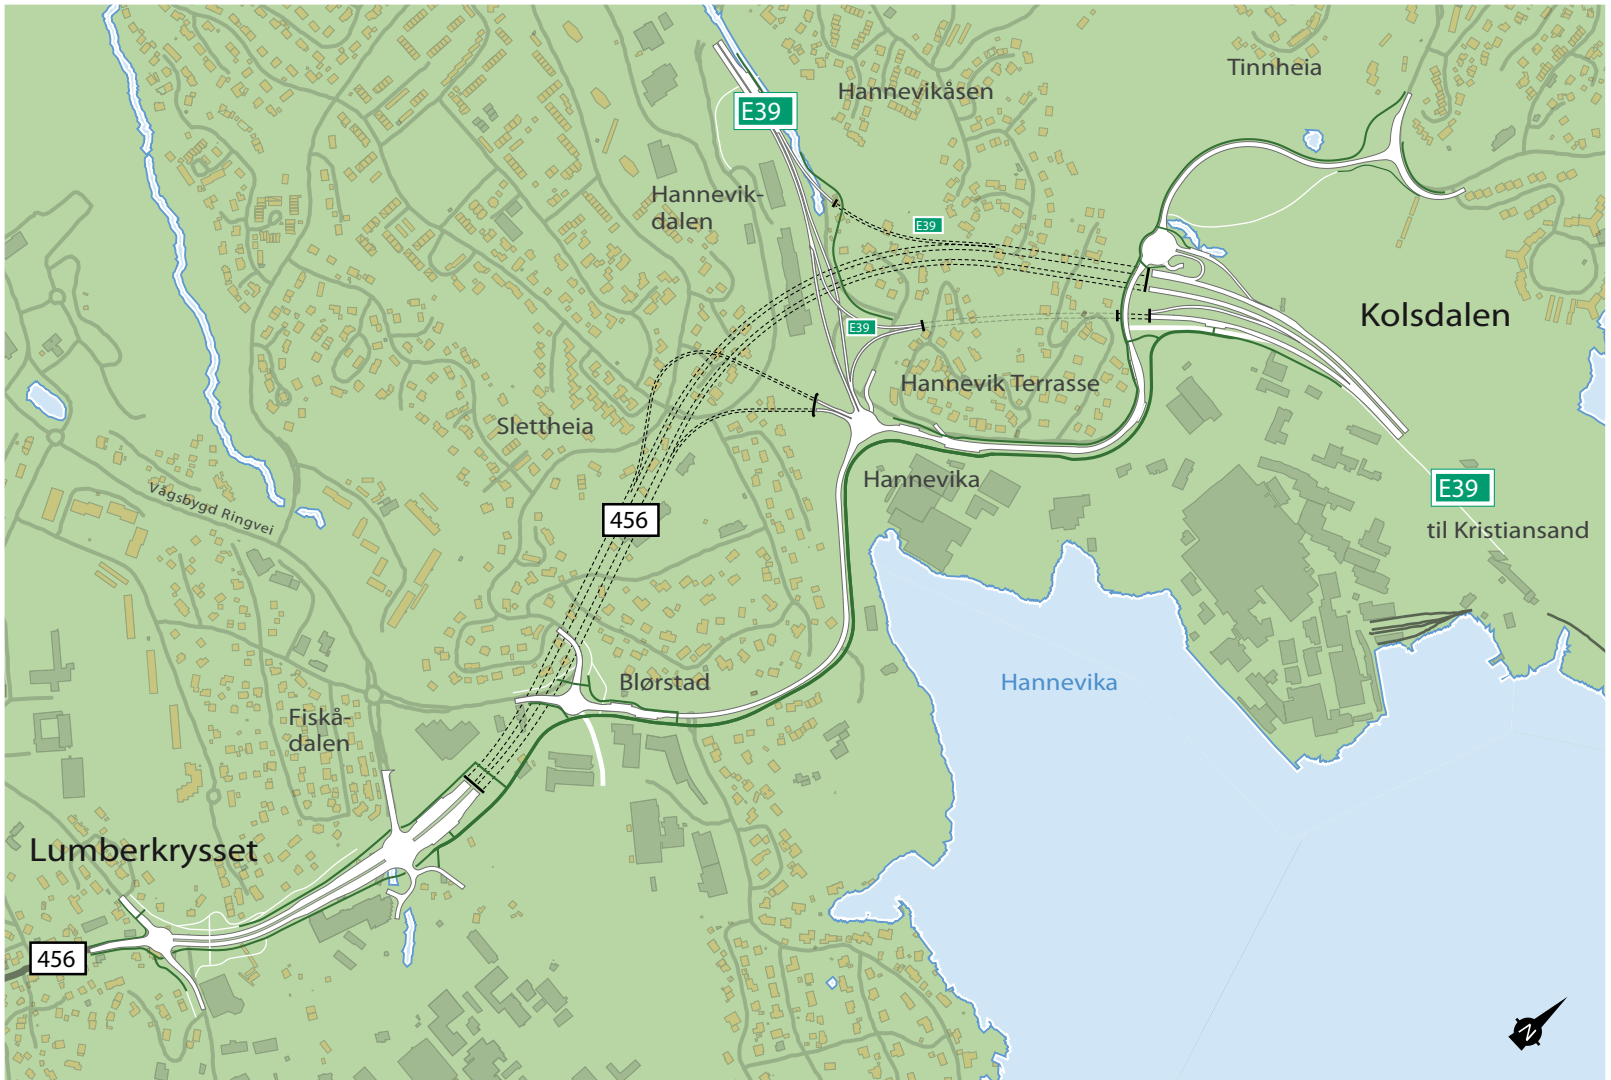 Tinnheia
Hannevikåsen
E39
Hannevik-
dalen
E39
Kolsdalen
E39
Hannevik Terrasse
Slettheia
Hannevika
E39
Vågsbygd Ringvei
456
til Kristiansand
Blørstad
Hannevika
Fiskå-
dalen
Lumberkrysset
456
N